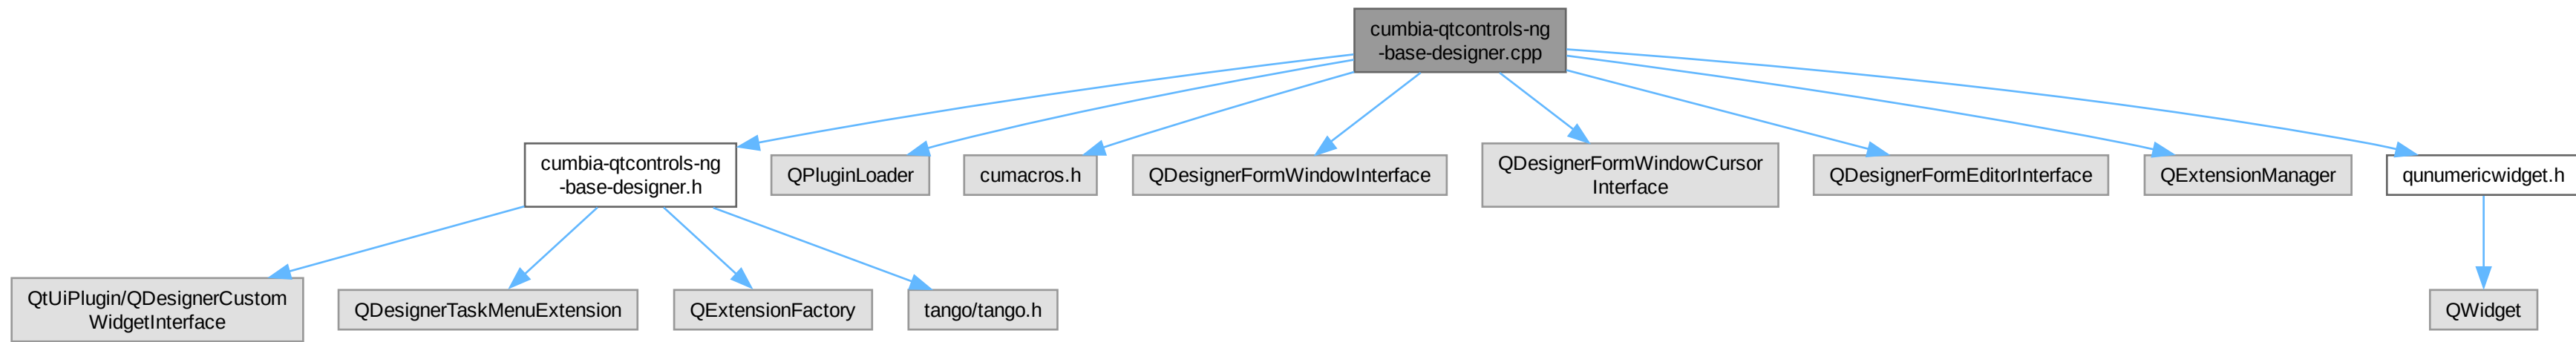 cumbia-qtcontrols-ng
-base-designer.cpp
cumbia-qtcontrols-ng
-base-designer.h
QPluginLoader
cumacros.h
QDesignerFormWindowInterface
QDesignerFormWindowCursor
Interface
QDesignerFormEditorInterface
QExtensionManager
qunumericwidget.h
QtUiPlugin/QDesignerCustom
WidgetInterface
QDesignerTaskMenuExtension
QExtensionFactory
tango/tango.h
QWidget